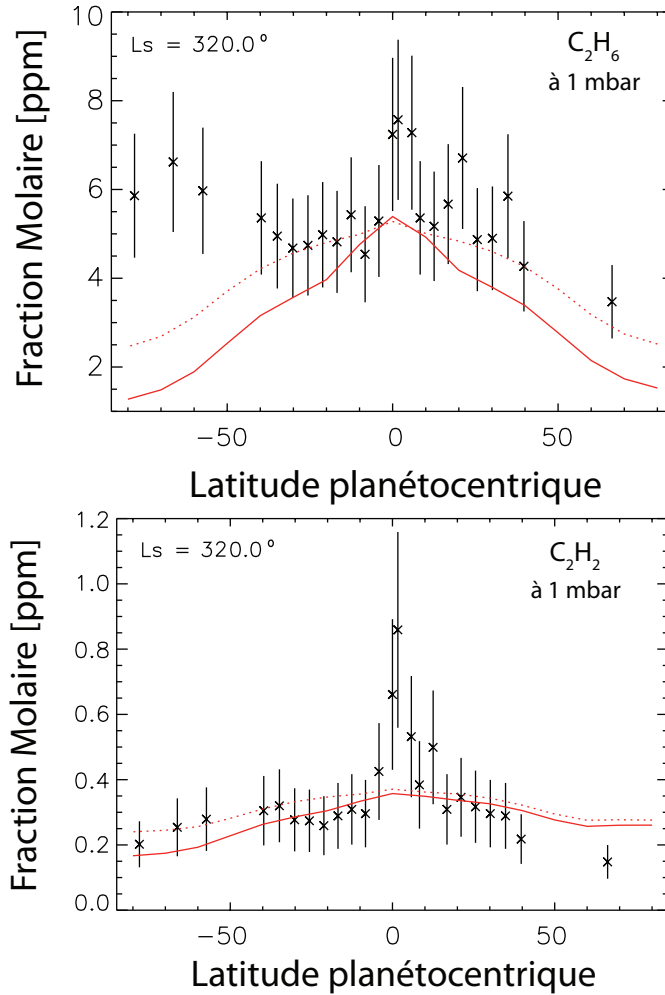 Ls = 320.0°
C₂H₆
à 1 mbar
Fraction Molaire [ppm]
10
8
6
4
2
−50
0
50
Latitude planétocentrique
Ls = 320.0°
C₂H₂
à 1 mbar
Fraction Molaire [ppm]
1.2
1.0
0.8
0.6
0.4
0.2
0.0
−50
0
50
Latitude planétocentrique